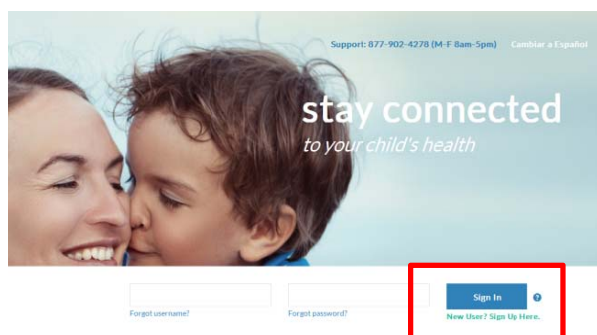 Support: 877-902-4278 (M-F 8am-5pm) Cambiar a Español
stay connected
to your child's health
Sign In ?
Forgot username? Forgot password? New User? Sign Up Here.